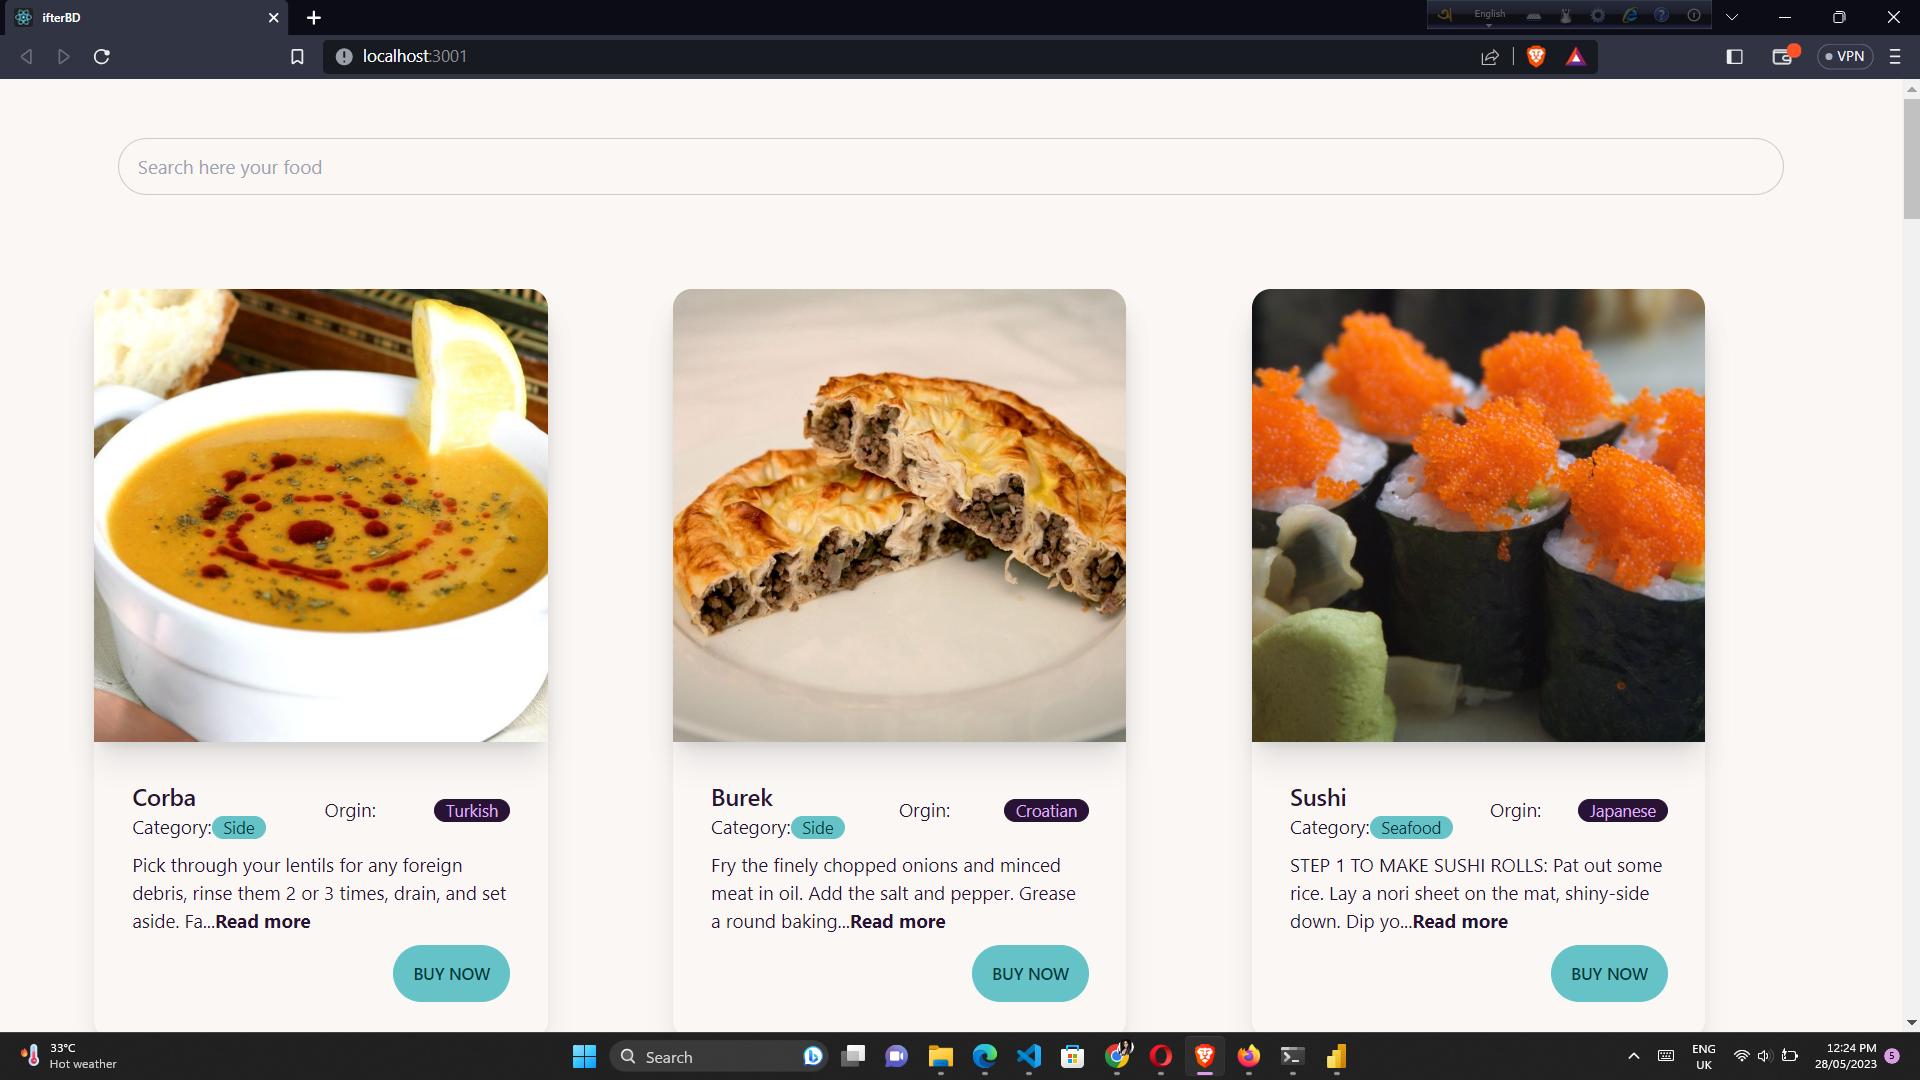 ifterBD
English
localhost:3001
VPN
Search here your food
Corba
Orgin:
Turkish
Category:Side
Pick through your lentils for any foreign
debris, rinse them 2 or 3 times, drain, and set
aside. Fa...Read more
BUY NOW
Burek
Orgin:
Croatian
Category:Side
Fry the finely chopped onions and minced
meat in oil. Add the salt and pepper. Grease
a round baking...Read more
BUY NOW
Sushi
Orgin:
Japanese
Category:Seafood
STEP 1 TO MAKE SUSHI ROLLS: Pat out some
rice. Lay a nori sheet on the mat, shiny-side
down. Dip yo...Read more
BUY NOW
33°C
Hot weather
Search
ENG
UK
12:24 PM
28/05/2023
5